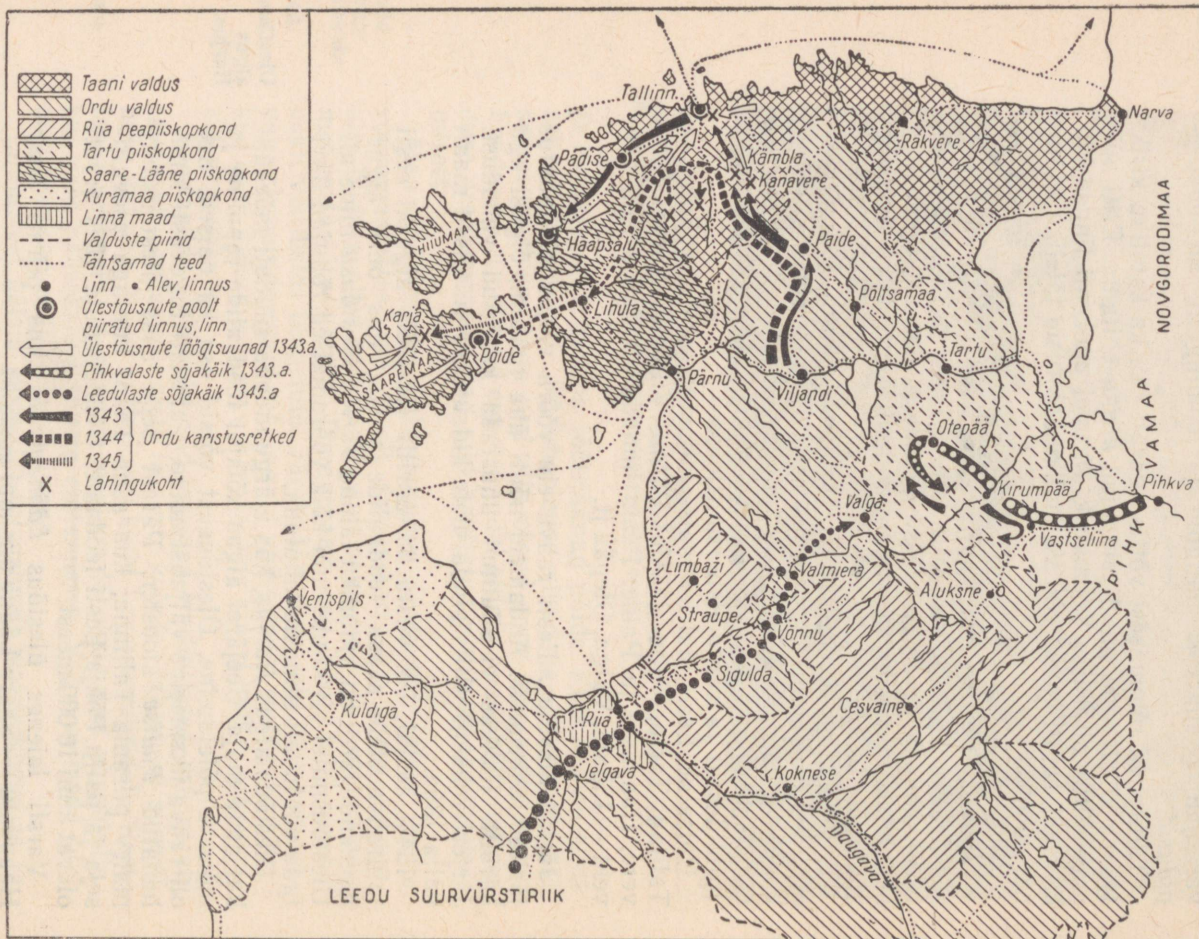 Taani valdus
Ordu valdus
Riia peapiiskopkond
Tartu piiskopkond
Saare-Lääne piiskopkond
Kuramaa piiskopkond
Linna maad
Valduste piirid
Tähtsamad teed
Linn • Alev, linnus
Ülestõusnute poolt
piiratud linnus, linn
Ülestõusnute löögisuunad 1343.a.
Pihkvalaste sõjakäik 1343.a.
Leedulaste sõjakäik 1345.a
1343
1344 Ordu karistusretked
1345
X Lahingukoht
Tallinn
Narva
Rakvere
Padise
Kämbla
Kanavere
NOVGORODIMAA
HIIUMAA
Haapsalu
Paide
Põltsamaa
Lihula
Karja
Pöide
SAAREMAA
Tartu
Pärnu
Viljandi
Otepää
Kirumpää
Pihkva
PIHKVAMAA
Valga
Vastseliina
Limbaži
Valmiera
Aluksne
Straupe
Ventspils
Võnnu
Sigulda
Kuldiga
Cesvaine
Riia
Jelgava
Koknese
Daugava
LEEDU SUURVÜRSTIRIIK